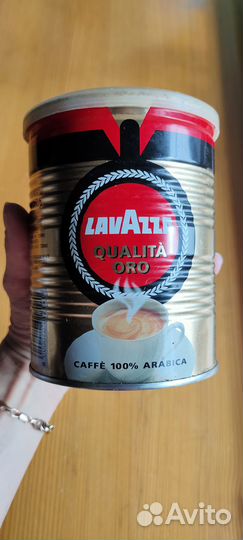 LAVAZZA
QUALITÀ
ORO
CAFFÈ 100% ARABICA
Avito